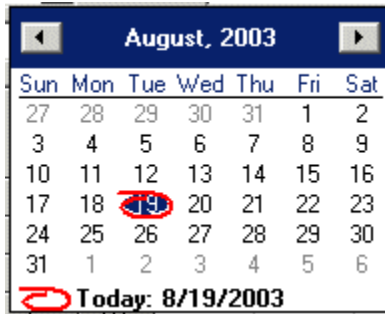 August, 2003
Sun Mon Tue Wed Thu Fri Sat
27 28 29 30 31 1 2
3 4 5 6 7 8 9
10 11 12 13 14 15 16
17 18 19 20 21 22 23
24 25 26 27 28 29 30
31 1 2 3 4 5 6
Today: 8/19/2003